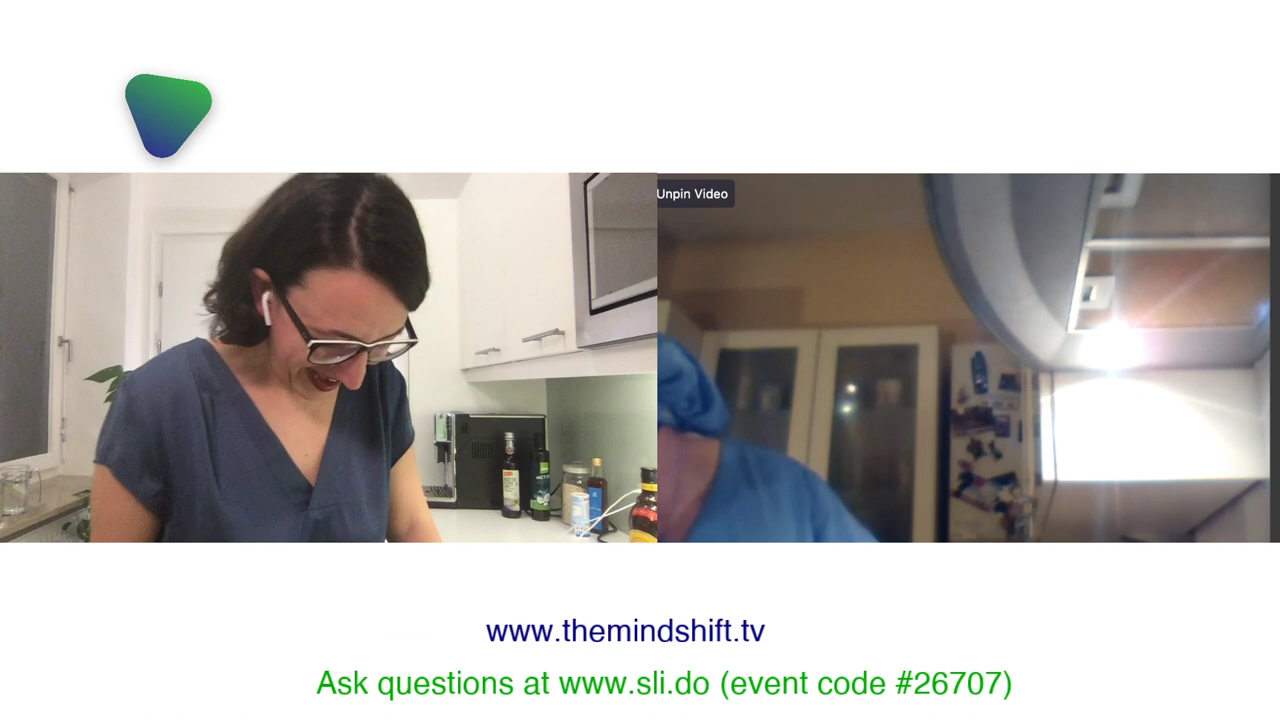 Unpin Video
www.themindshift.tv
Ask questions at www.sli.do (event code #26707)